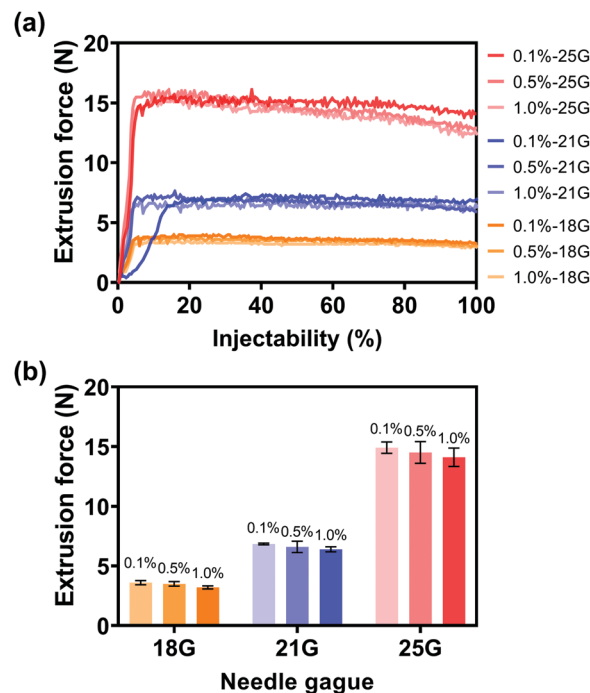 (a)
Extrusion force (N)
20
15
10
5
0
0 20 40 60 80 100
Injectability (%)
0.1%-25G
0.5%-25G
1.0%-25G
0.1%-21G
0.5%-21G
1.0%-21G
0.1%-18G
0.5%-18G
1.0%-18G
(b)
Extrusion force (N)
20
15
10
5
0
0.1% 0.5% 1.0%
0.1% 0.5% 1.0%
0.1% 0.5% 1.0%
18G 21G 25G
Needle gague